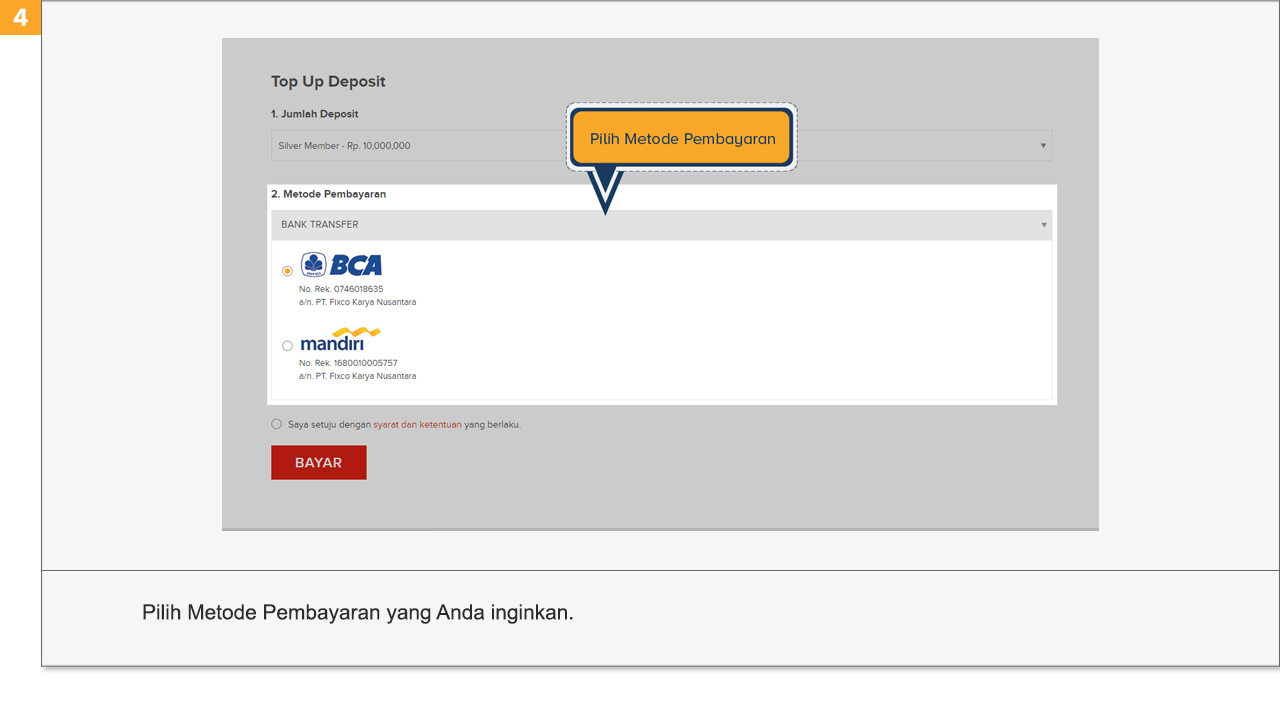 4
Top Up Deposit
1. Jumlah Deposit
Silver Member - Rp. 10,000,000
Pilih Metode Pembayaran
2. Metode Pembayaran
BANK TRANSFER
BCA
No. Rek. 0746018635
a/n. PT. Fixco Karya Nusantara
mandiri
No. Rek. 1680010005757
a/n. PT. Fixco Karya Nusantara
Saya setuju dengan syarat dan ketentuan yang berlaku.
BAYAR
Pilih Metode Pembayaran yang Anda inginkan.